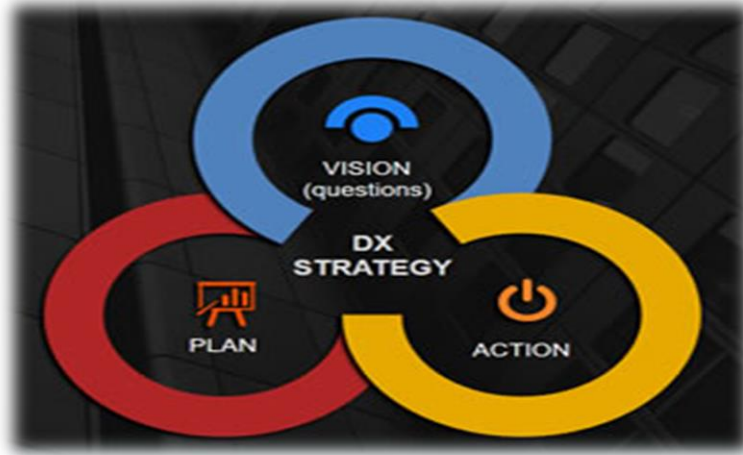 VISION
(questions)
DX
STRATEGY
PLAN
ACTION